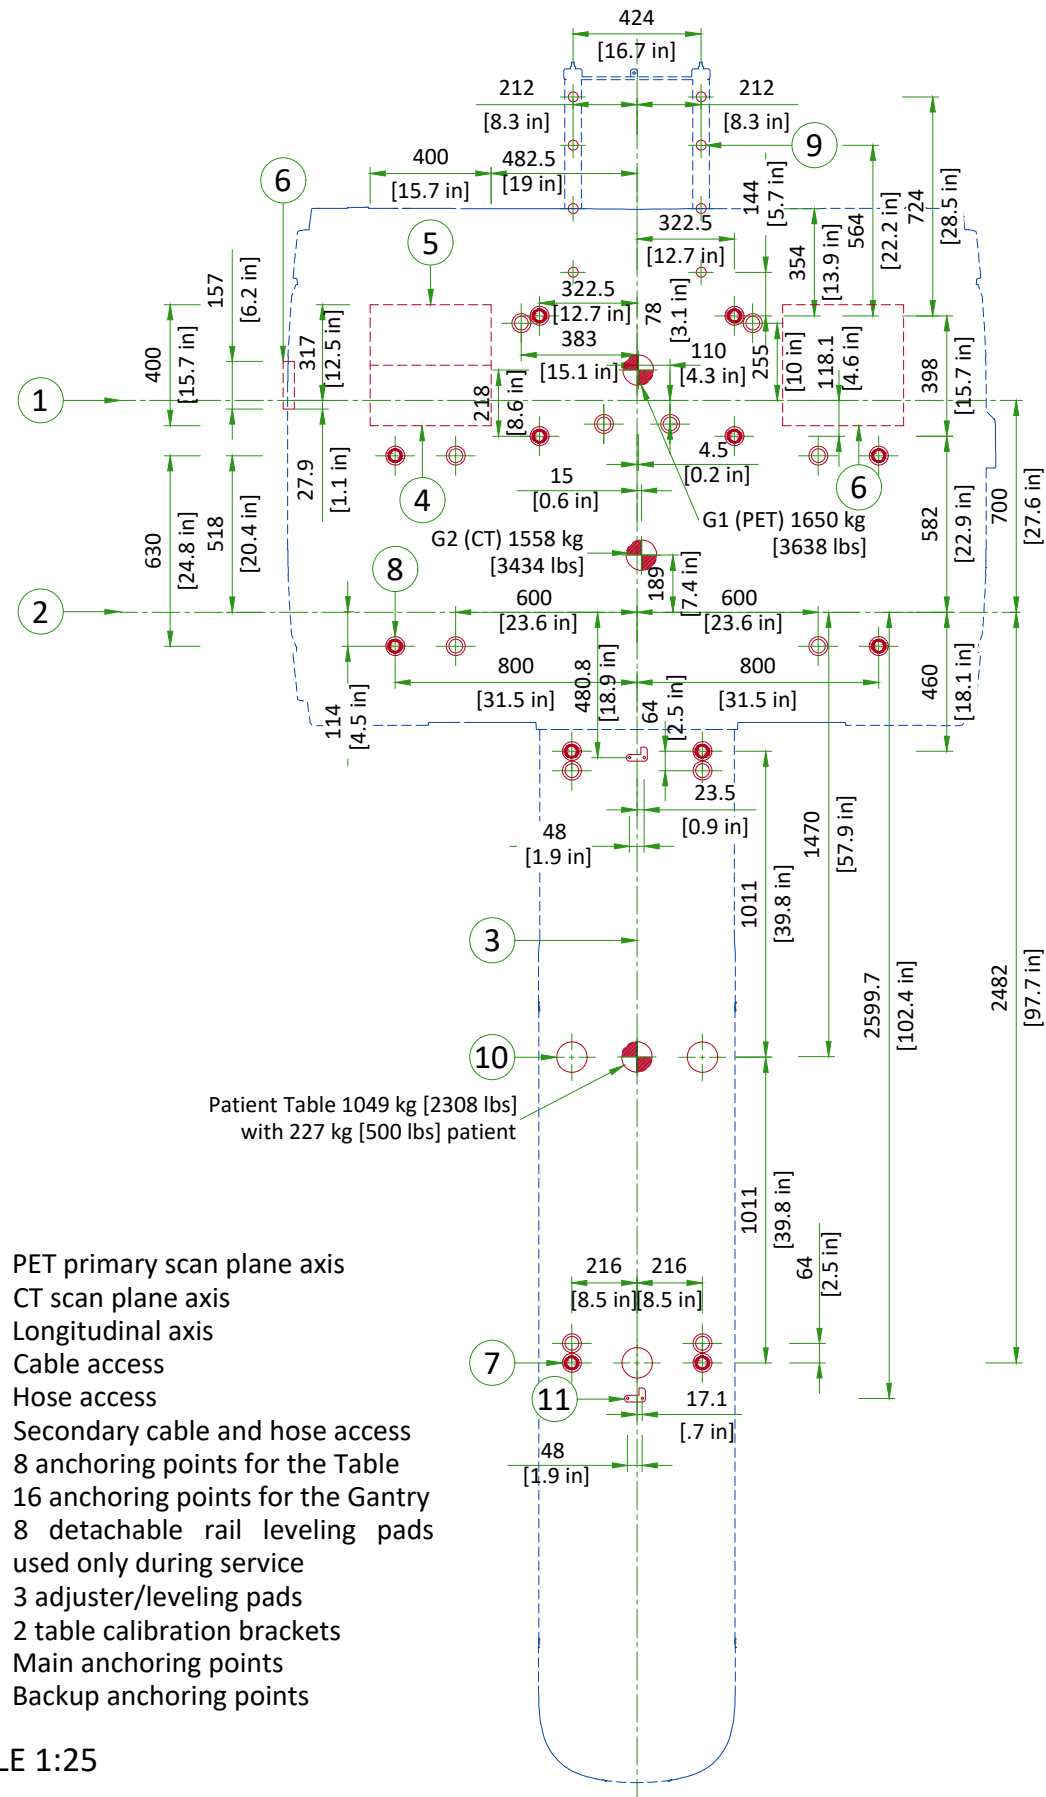 424
[16.7 in]
212
[8.3 in]
212
[8.3 in]
9
400
[15.7 in]
482.5
[19 in]
6
144
[5.7 in]
724
[28.5 in]
564
[22.2 in]
354
[13.9 in]
5
322.5
[12.7 in]
157
[6.2 in]
322.5
[12.7 in]
78
[3.1 in]
400
[15.7 in]
317
[12.5 in]
383
[15.1 in]
110
[4.3 in]
255
[10 in]
118.1
[4.6 in]
398
[15.7 in]
1
218
[8.6 in]
4.5
[0.2 in]
27.9
[1.1 in]
4
15
[0.6 in]
6
630
[24.8 in]
518
[20.4 in]
G1 (PET) 1650 kg
[3638 lbs]
582
[22.9 in]
700
[27.6 in]
G2 (CT) 1558 kg
[3434 lbs]
8
189
[7.4 in]
2
600
[23.6 in]
600
[23.6 in]
800
[31.5 in]
480.8
[18.9 in]
800
[31.5 in]
460
[18.1 in]
114
[4.5 in]
64
[2.5 in]
23.5
[0.9 in]
48
[1.9 in]
1470
[57.9 in]
1011
[39.8 in]
3
2599.7
[102.4 in]
2482
[97.7 in]
10
Patient Table 1049 kg [2308 lbs]
with 227 kg [500 lbs] patient
1011
[39.8 in]
64
[2.5 in]
216
[8.5 in]
216
[8.5 in]
7
11
17.1
[.7 in]
48
[1.9 in]
PET primary scan plane axis
CT scan plane axis
Longitudinal axis
Cable access
Hose access
Secondary cable and hose access
8 anchoring points for the Table
16 anchoring points for the Gantry
8 detachable rail leveling pads
used only during service
3 adjuster/leveling pads
2 table calibration brackets
Main anchoring points
Backup anchoring points
LE 1:25